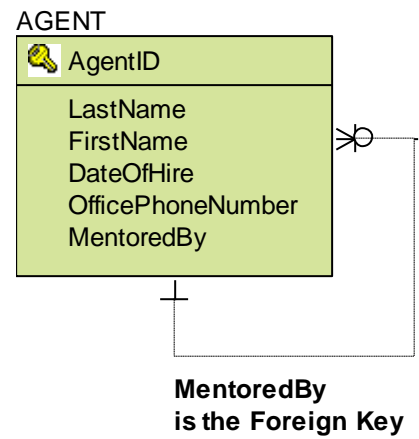 AGENT
AgentID
LastName
FirstName
DateOfHire
OfficePhoneNumber
MentoredBy
MentoredBy
is the Foreign Key